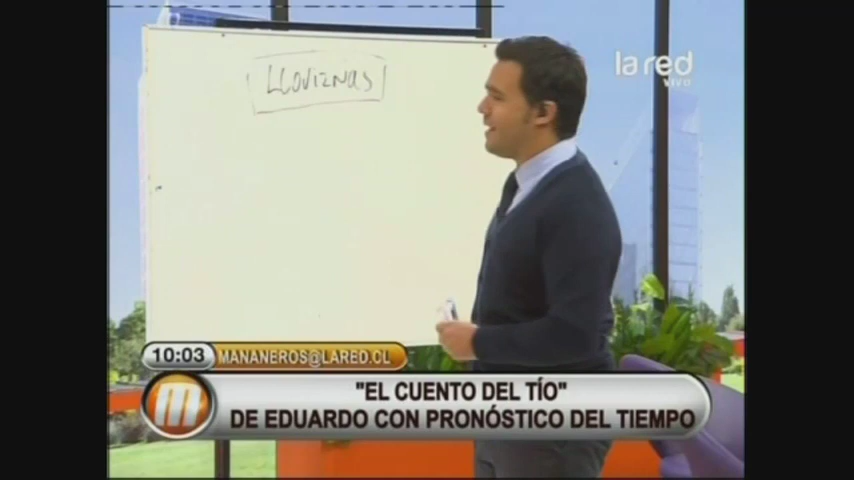 LLOVIZNAS
la red
VIVO
10:03 MANANEROS@LARED.CL
m
"EL CUENTO DEL TÍO"
DE EDUARDO CON PRONÓSTICO DEL TIEMPO